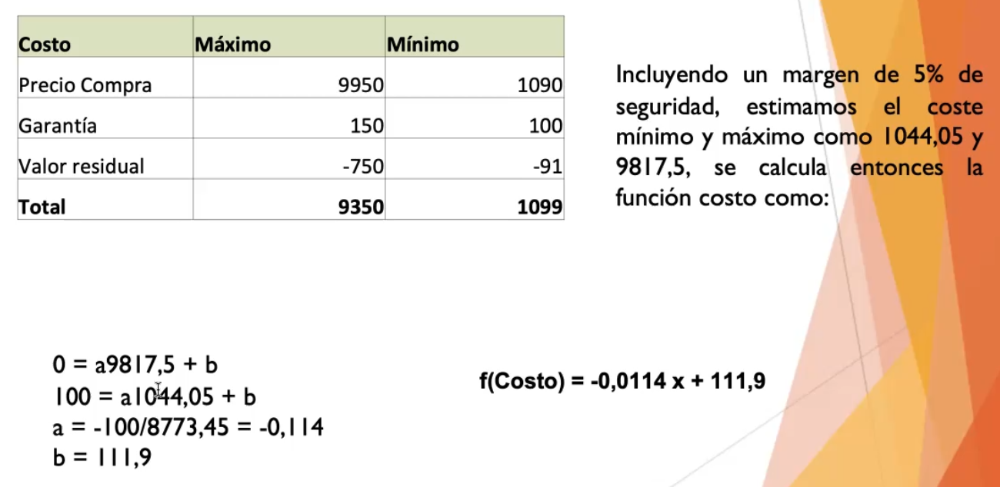 Costo Máximo Mínimo
Precio Compra 9950 1090
Garantía 150 100
Valor residual -750 -91
Total 9350 1099
Incluyendo un margen de 5% de
seguridad, estimamos el coste
mínimo y máximo como 1044,05 y
9817,5, se calcula entonces la
función costo como:
0 = a9817,5 + b
100 = a1044,05 + b
a = -100/8773,45 = -0,114
b = 111,9
f(Costo) = -0,0114 x + 111,9